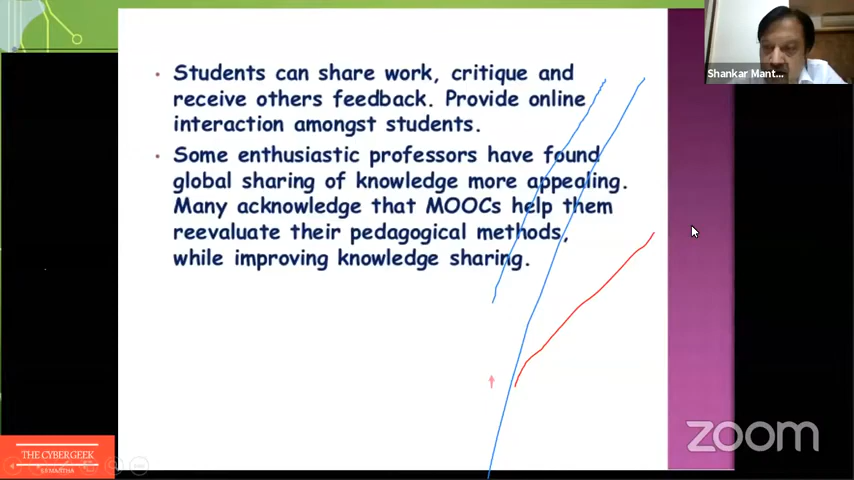 Students can share work, critique and
receive others feedback. Provide online
interaction amongst students.
Some enthusiastic professors have found
global sharing of knowledge more appealing.
Many acknowledge that MOOCs help them
reevaluate their pedagogical methods,
while improving knowledge sharing.
Shankar Mant...
zoom
THE CYBERGEEK